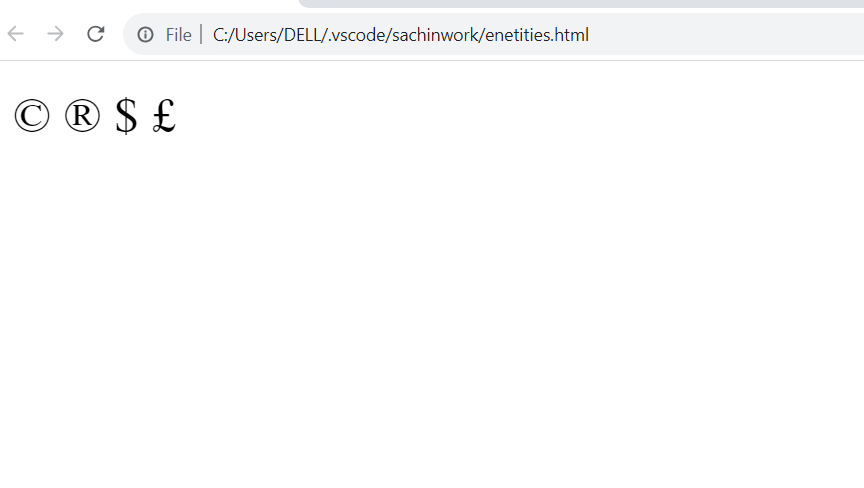 File C:/Users/DELL/.vscode/sachinwork/enetities.html
© ® $ £